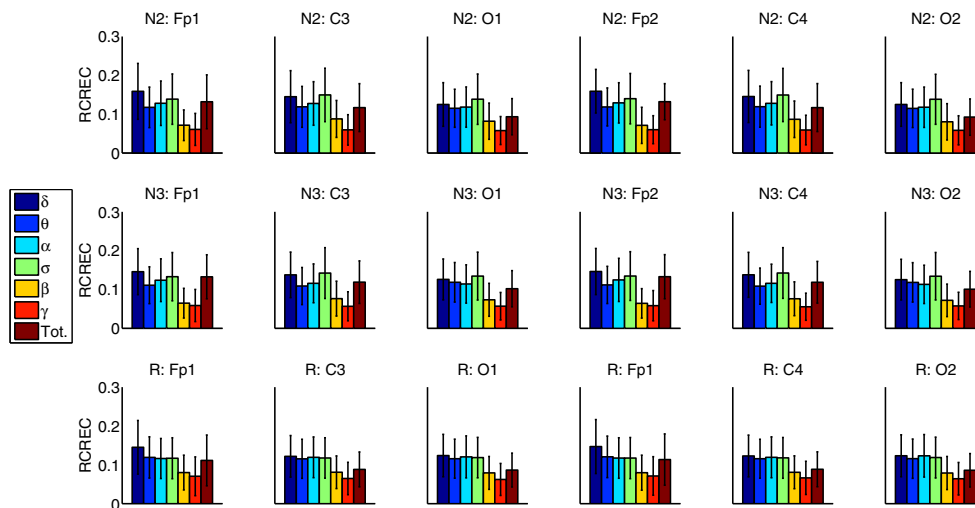 N2: Fp1 N2: C3 N2: O1 N2: Fp2 N2: C4 N2: O2
0.3
0.2
0.1
0
RCREC
N3: Fp1 N3: C3 N3: O1 N3: Fp2 N3: C4 N3: O2
δ
θ
α
σ
β
γ
Tot.
0.3
0.2
0.1
0
RCREC
R: Fp1 R: C3 R: O1 R: Fp1 R: C4 R: O2
0.3
0.2
0.1
0
RCREC